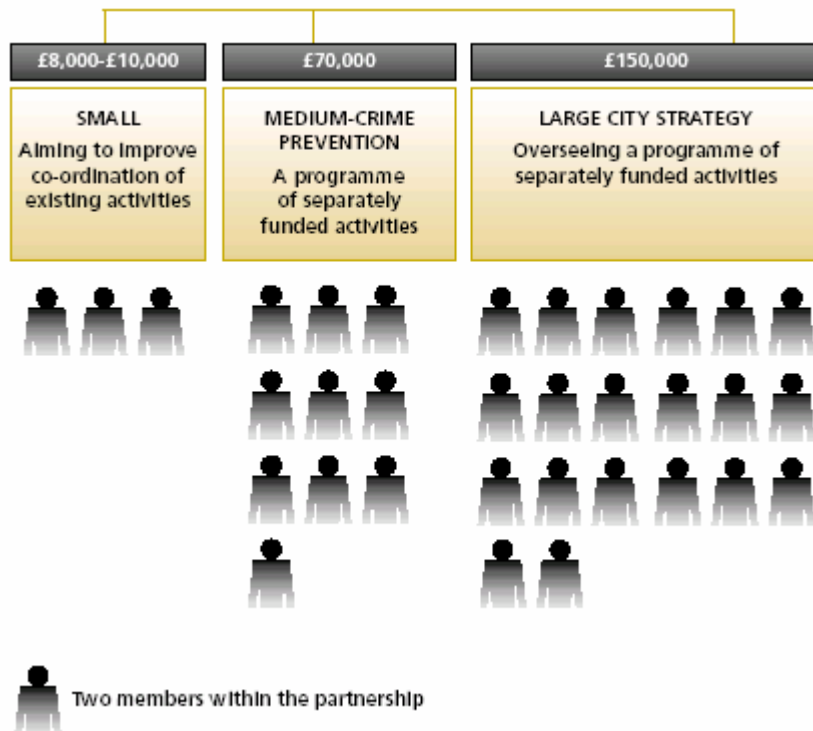 £8,000-£10,000
£70,000
£150,000
SMALL
Aiming to improve
co-ordination of
existing activities
MEDIUM-CRIME
PREVENTION
A programme
of separately
funded activities
LARGE CITY STRATEGY
Overseeing a programme of
separately funded activities
Two members within the partnership